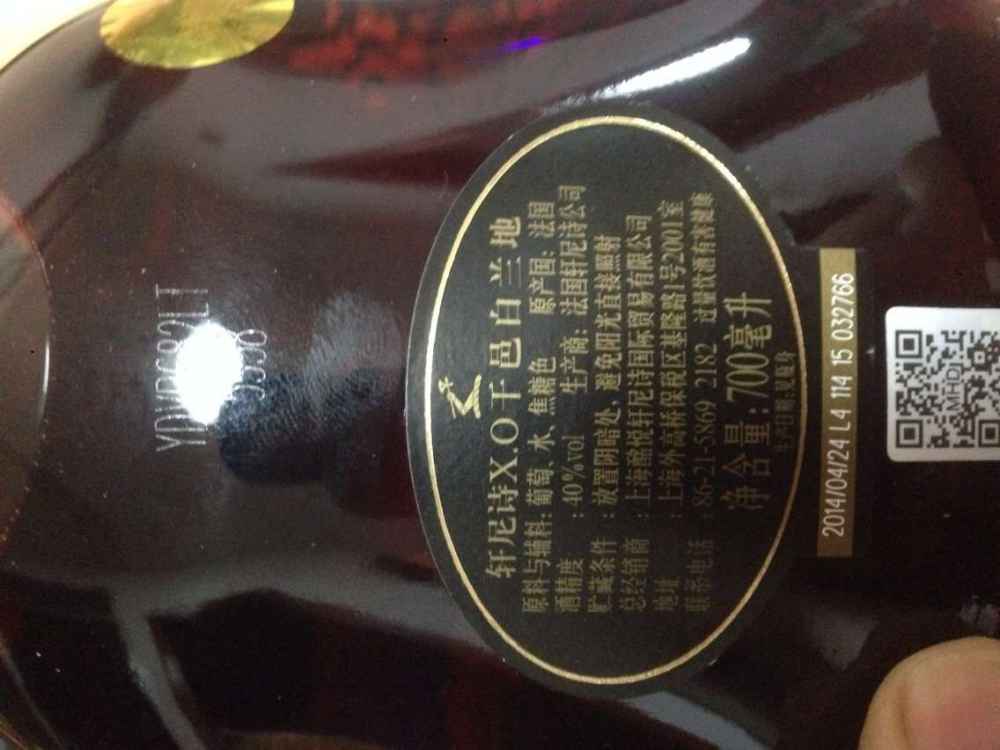 轩尼诗X.O干邑白兰地
原料与辅料：葡萄、水、焦糖色 原产国：法国
酒精度：40%vol 生产商：法国轩尼诗公司
贮藏条件：放置阴暗处，避免阳光直接照射
总经销商：上海酩悦轩尼诗国际贸易有限公司
地址：上海外高桥保税区基隆路1号2001室
联系电话：86-21-5869 2182 过量饮酒有害健康
净含量：700毫升
2014/04/24 L4 114 15 032766
MHDJ